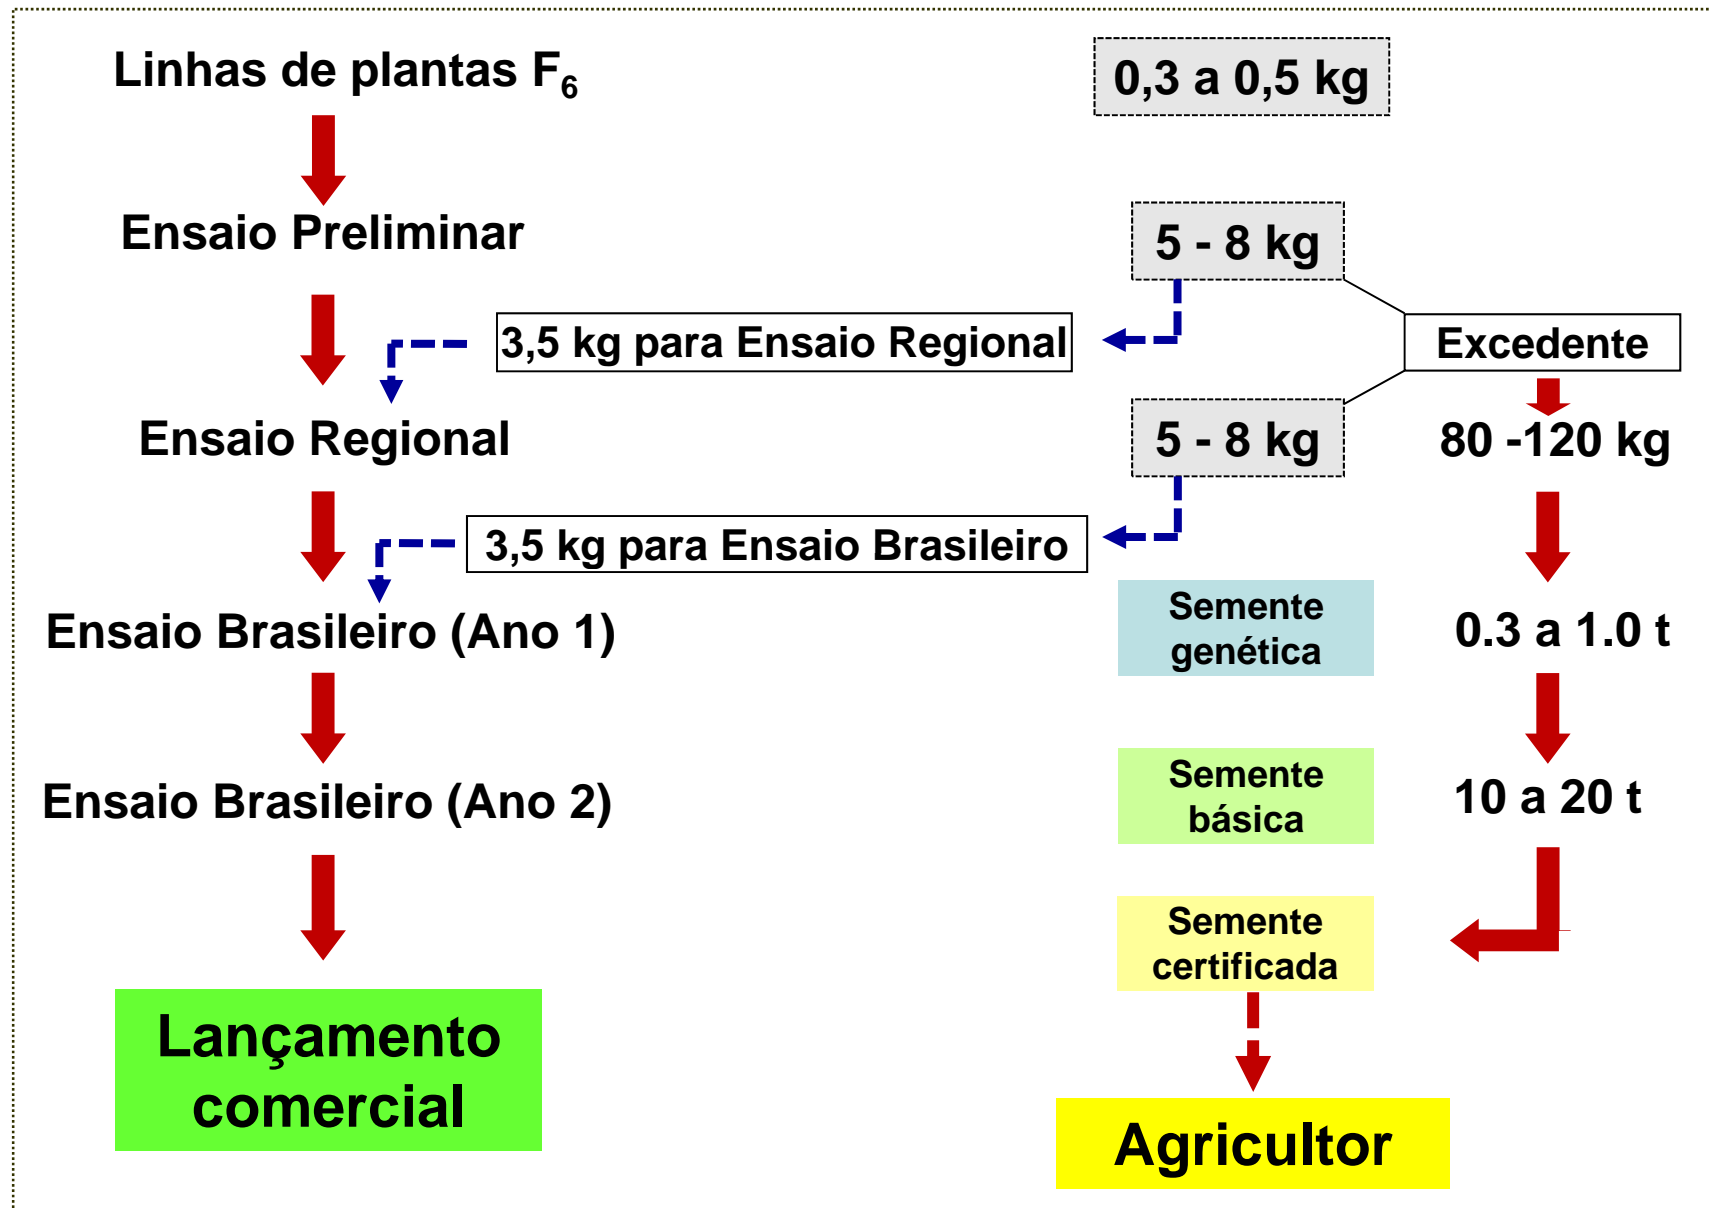 Linhas de plantas F₆
0,3 a 0,5 kg
Ensaio Preliminar
5 - 8 kg
3,5 kg para Ensaio Regional
Excedente
Ensaio Regional
5 - 8 kg
80 -120 kg
3,5 kg para Ensaio Brasileiro
Ensaio Brasileiro (Ano 1)
Semente
genética
0.3 a 1.0 t
Ensaio Brasileiro (Ano 2)
Semente
básica
10 a 20 t
Semente
certificada
Lançamento
comercial
Agricultor